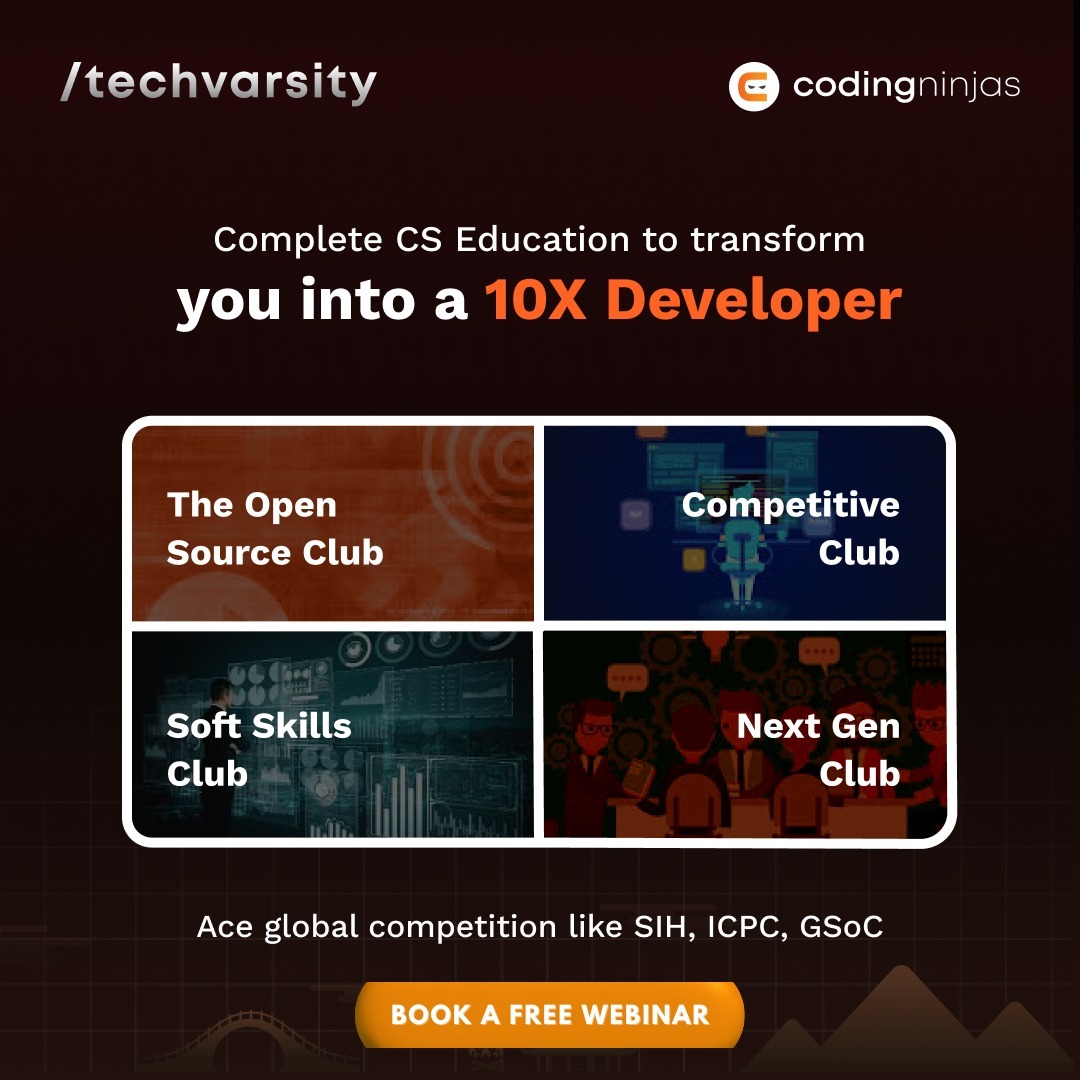 /techvarsity
codingninjas
Complete CS Education to transform
you into a 10X Developer
The Open
Source Club
Competitive
Club
Soft Skills
Club
Next Gen
Club
Ace global competition like SIH, ICPC, GSoC
BOOK A FREE WEBINAR